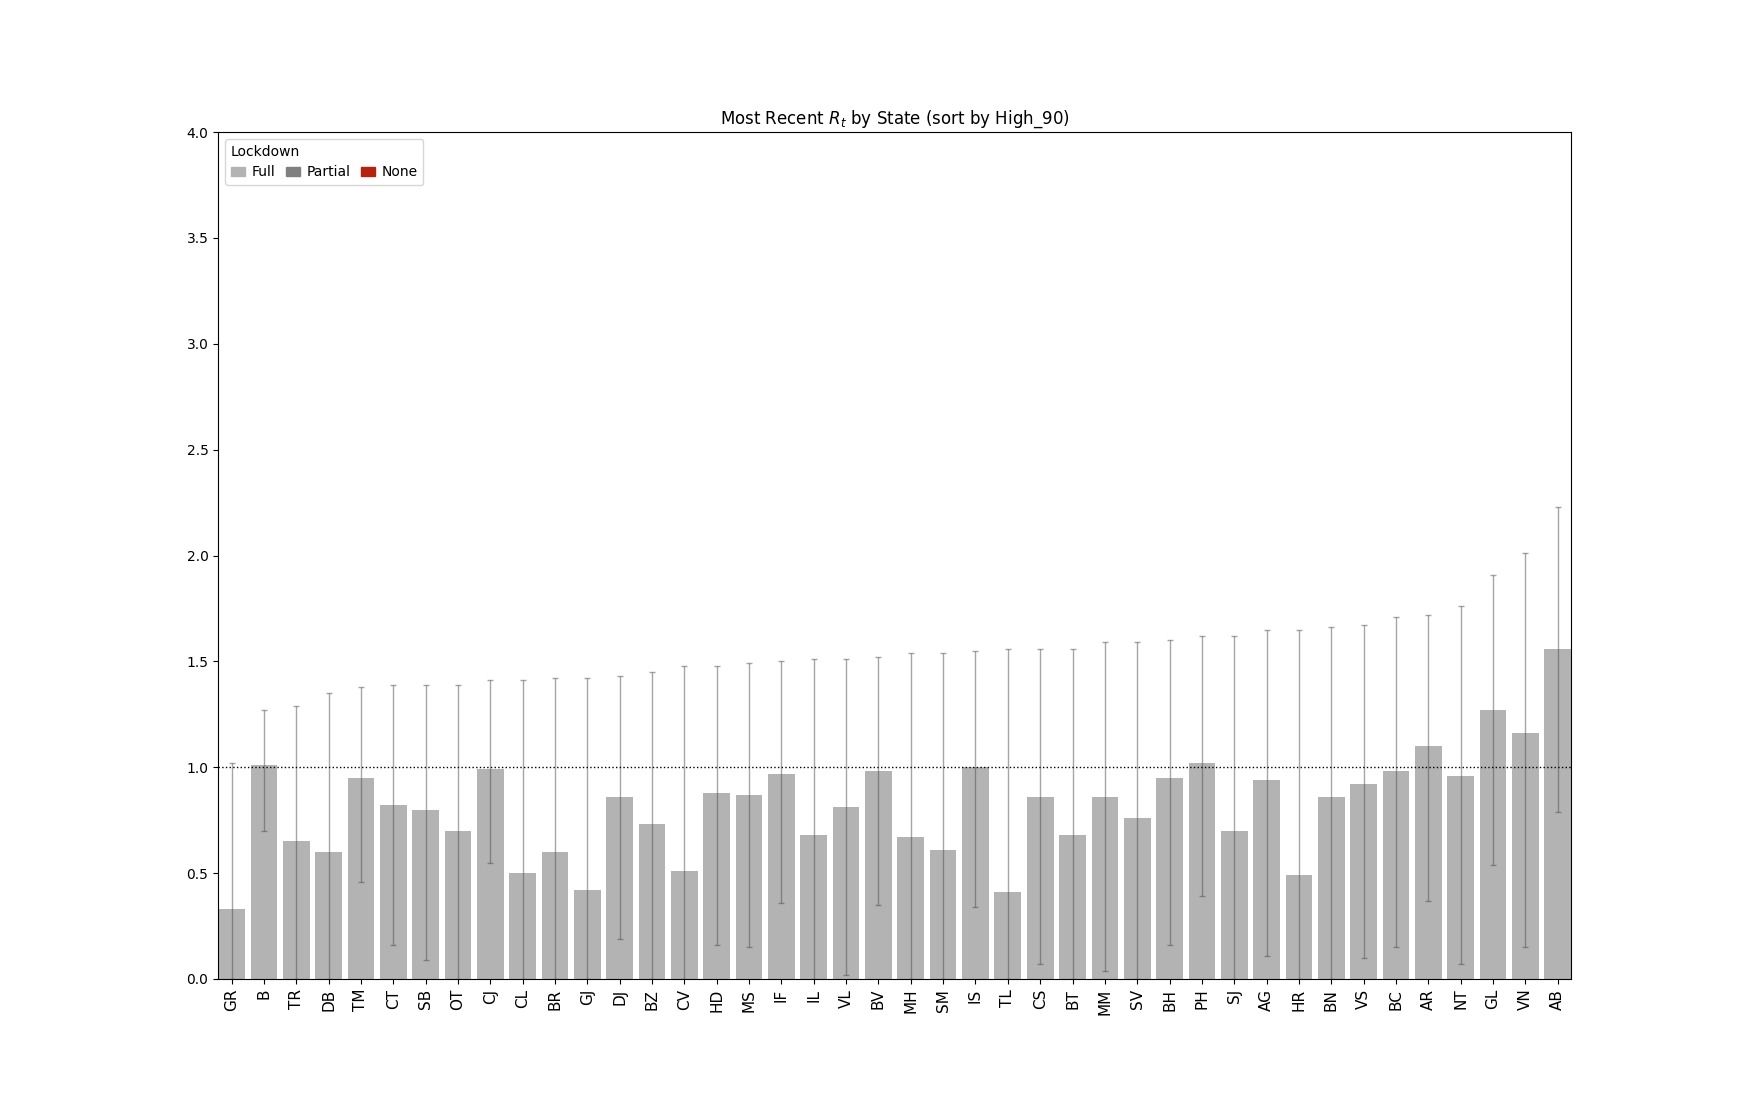 Most Recent Rt by State (sort by High_90)
Lockdown
Full Partial None
4.0
3.5
3.0
2.5
2.0
1.5
1.0
0.5
0.0
GR B TR DB TM CT SB OT CJ CL BR GJ DJ BZ CV HD MS IF IL VL BV MH SM IS TL CS BT MM SV BH PH SJ AG HR BN VS BC AR NT GL VN AB